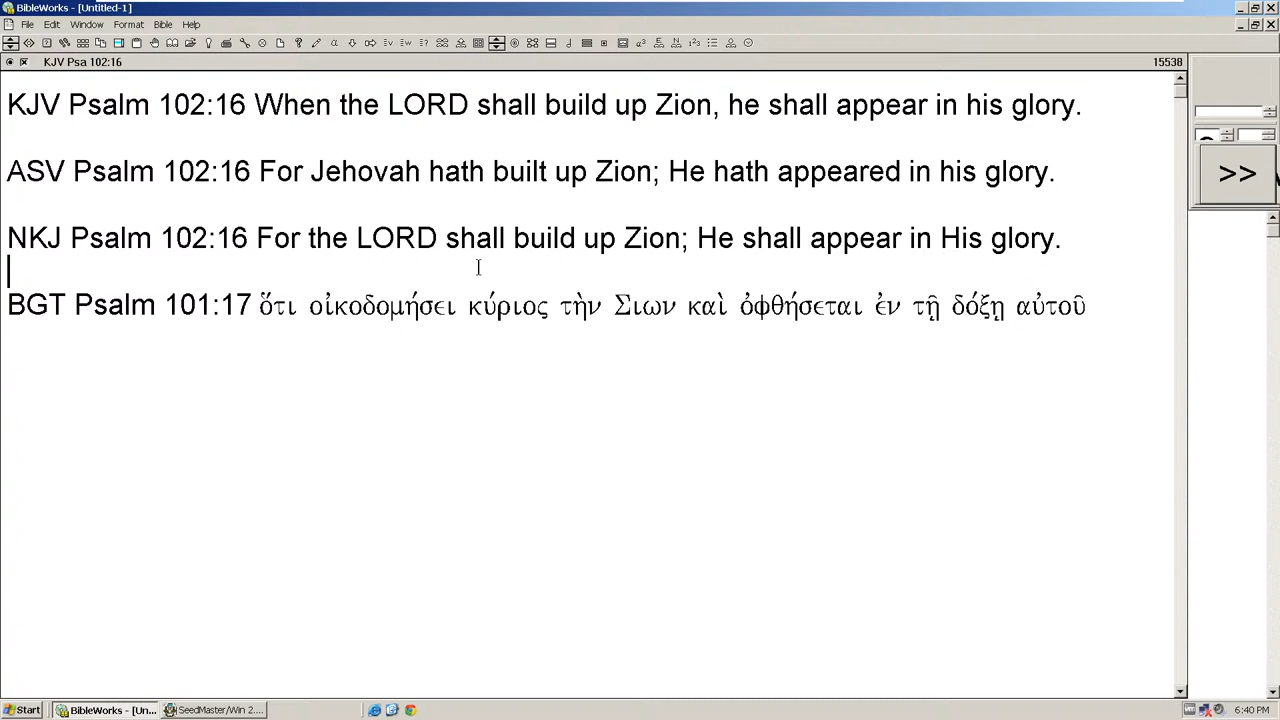 BibleWorks - [Untitled-1]
File Edit Window Format Bible Help
KJV Psa 102:16 15538
KJV Psalm 102:16 When the LORD shall build up Zion, he shall appear in his glory.
ASV Psalm 102:16 For Jehovah hath built up Zion; He hath appeared in his glory.
>>
NKJ Psalm 102:16 For the LORD shall build up Zion; He shall appear in His glory.
BGT Psalm 101:17 ὅτι οἰκοδομήσει κύριος τὴν Σιων καὶ ὀφθήσεται ἐν τῇ δόξῃ αὐτοῦ
Start BibleWorks - [Un... SeedMaster/Win 2.... 6:40 PM